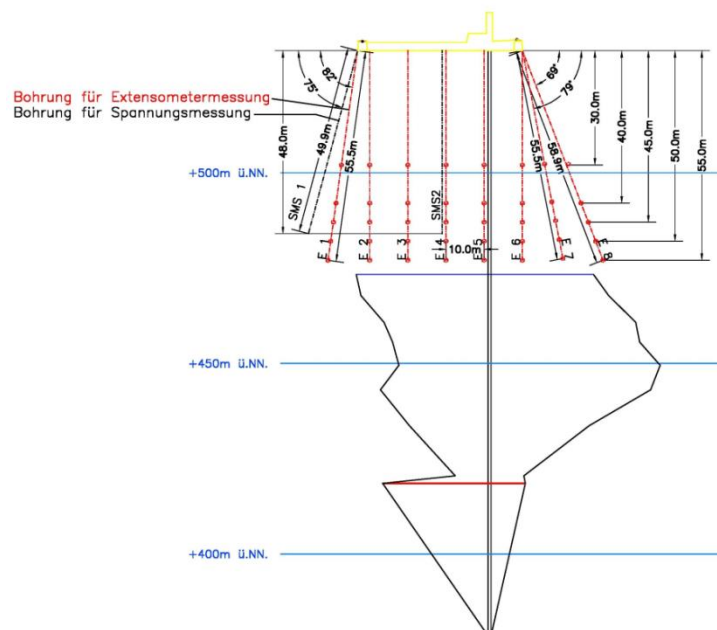 75°
82°
69°
79°
Bohrung für Extensometermessung
Bohrung für Spannungsmessung
48.0m
49.9m
55.5m
55.5m
58.9m
30.0m
40.0m
45.0m
50.0m
55.0m
+500m ü.NN.
SMS 1
SMS2
E 1
E 2
E 3
E 4
E 5
E 6
E 7
E 8
10.0m
+450m ü.NN.
+400m ü.NN.